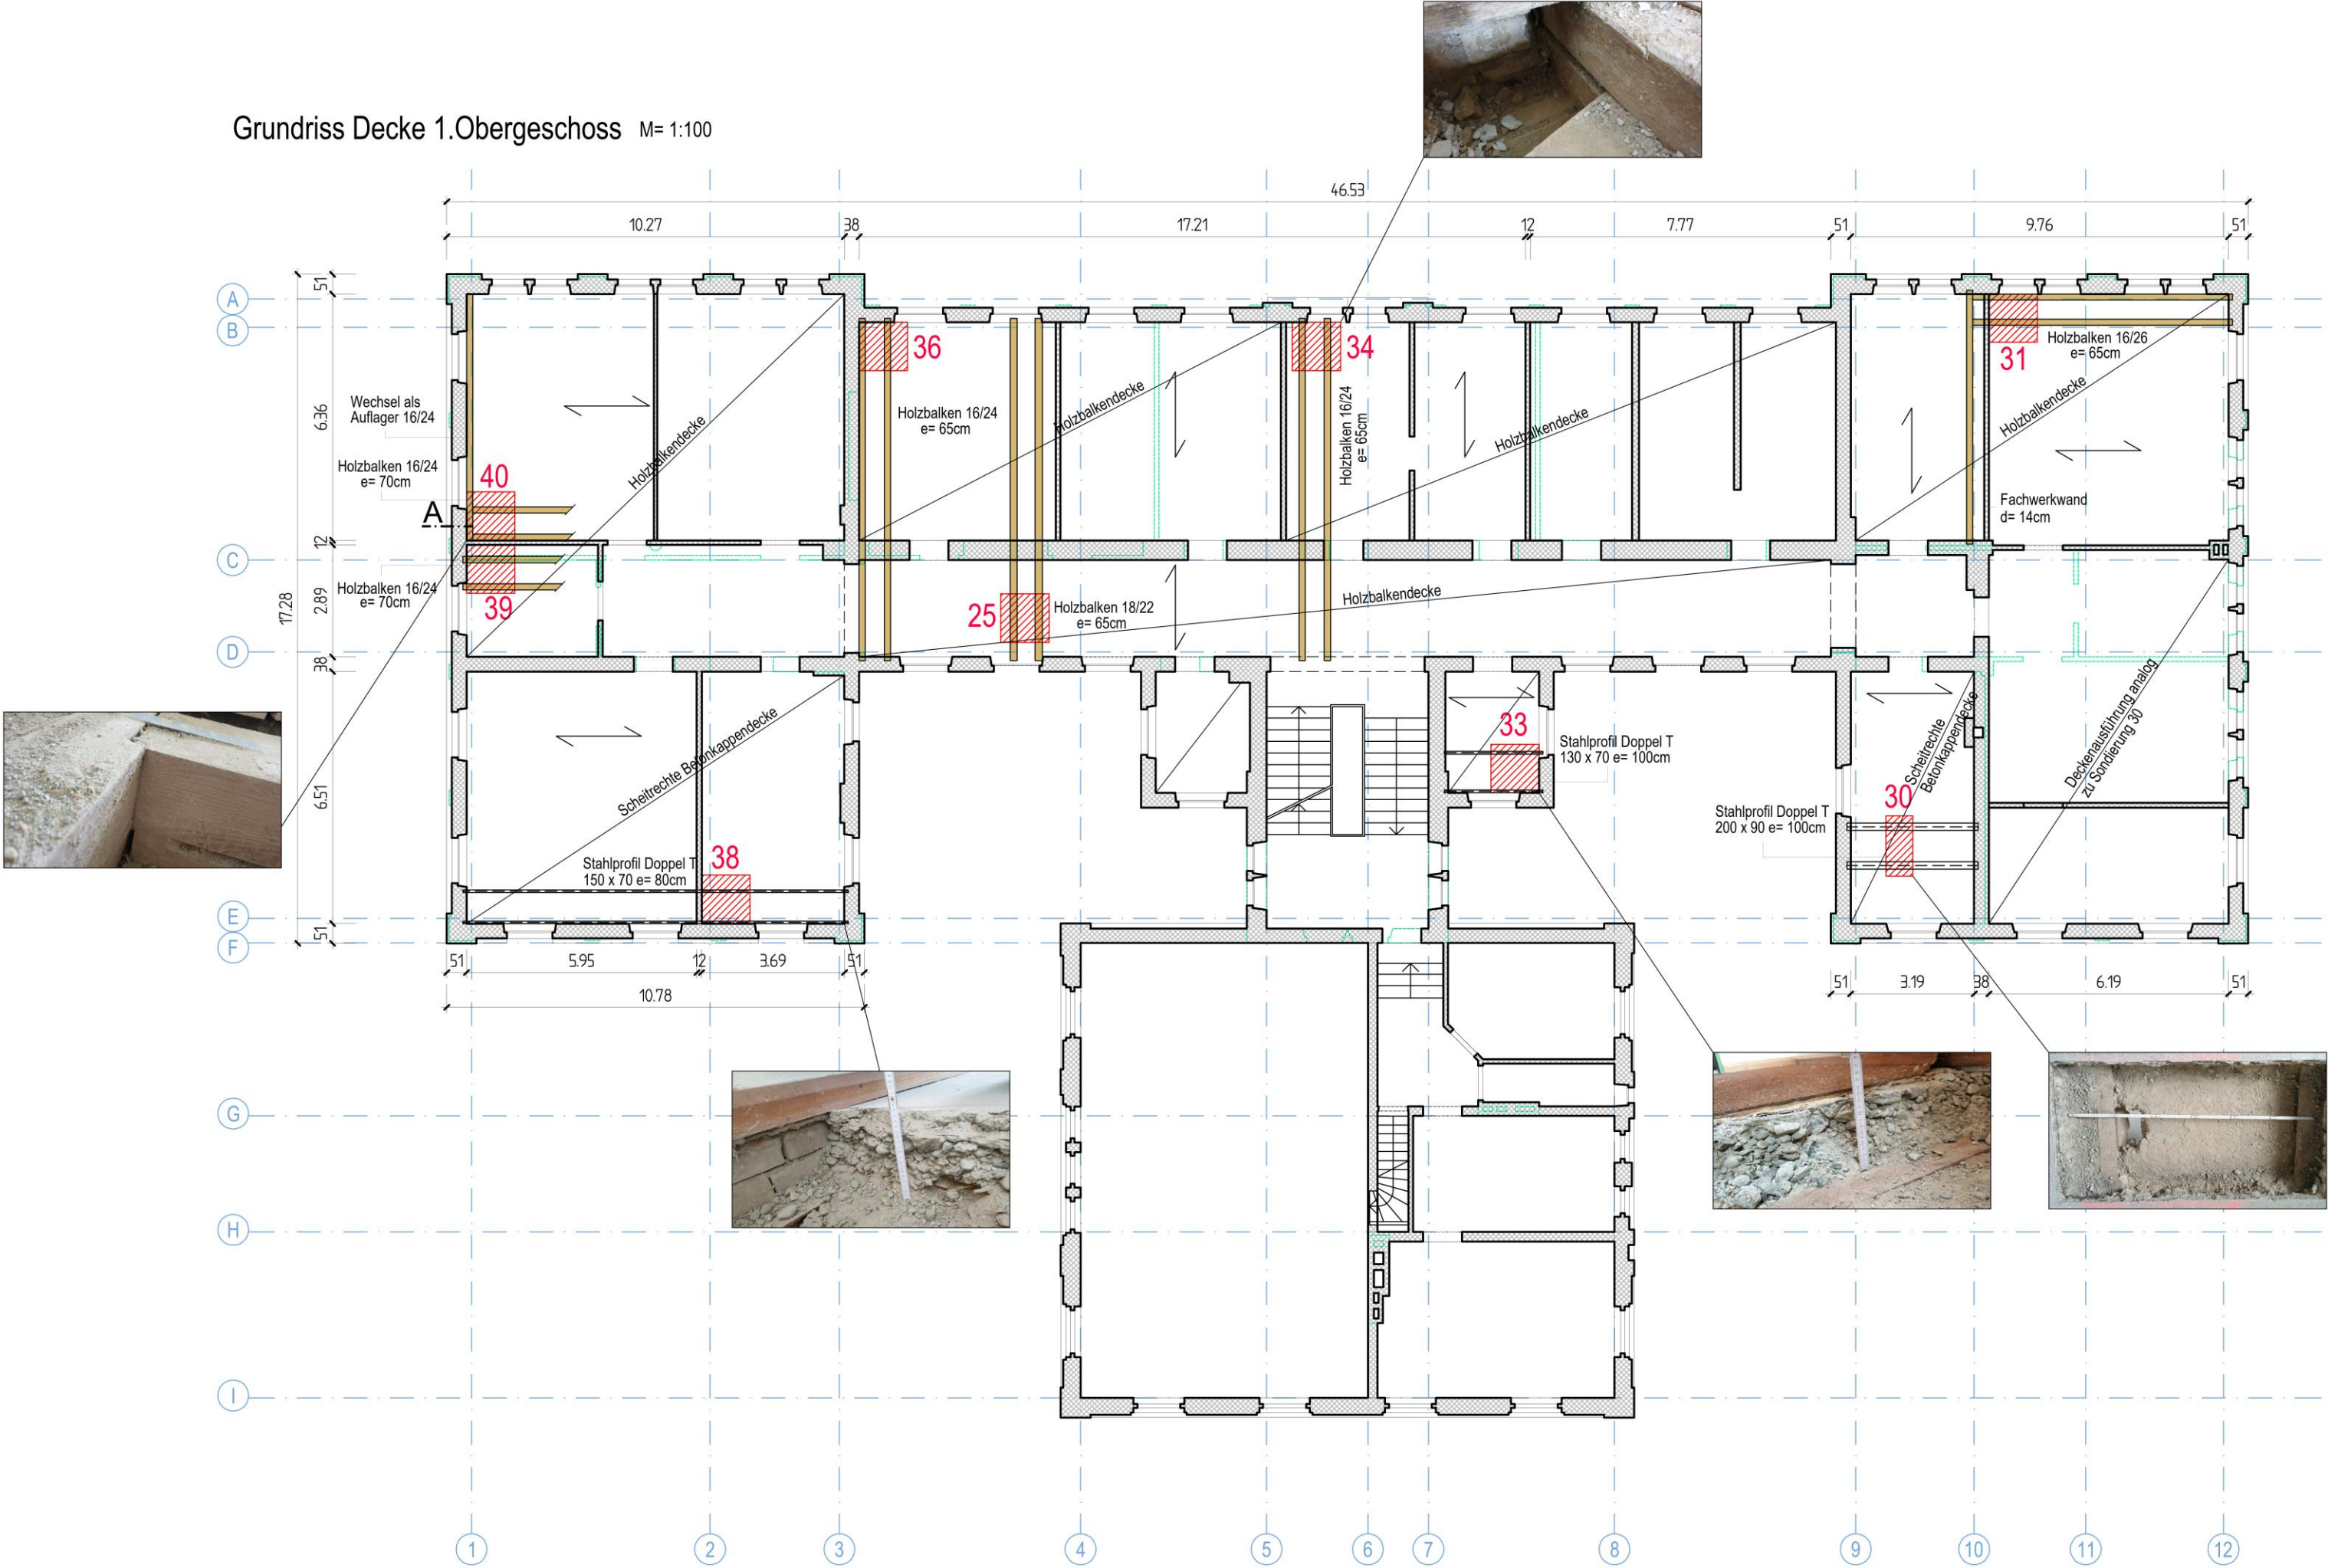 Grundriss Decke 1.Obergeschoss M= 1:100
46.53
10.27
38
17.21
12
7.77
51
9.76
51
A
B
C
D
E
F
G
H
I
17.28
51
6.36
12
2.89
38
6.51
51
Wechsel als
Auflager 16/24
Holzbalken 16/24
e= 70cm
40
A
Holzbalken 16/24
e= 70cm
39
Holzbalkendecke
36
Holzbalken 16/24
e= 65cm
Holzbalkendecke
34
Holzbalken 16/24
e= 65cm
Holzbalkendecke
31
Holzbalken 16/26
e= 65cm
Holzbalkendecke
Fachwerkwand
d= 14cm
25
Holzbalken 18/22
e= 65cm
Holzbalkendecke
Scheitrechte Betonkappendecke
Stahlprofil Doppel T
150 x 70 e= 80cm
38
33
Stahlprofil Doppel T
130 x 70 e= 100cm
Stahlprofil Doppel T
200 x 90 e= 100cm
30
Scheitrechte
Betonkappendecke
Deckenausführung analog
zu Sondierung 30
51
5.95
12
3.69
51
10.78
51
3.19
38
6.19
51
1
2
3
4
5
6
7
8
9
10
11
12